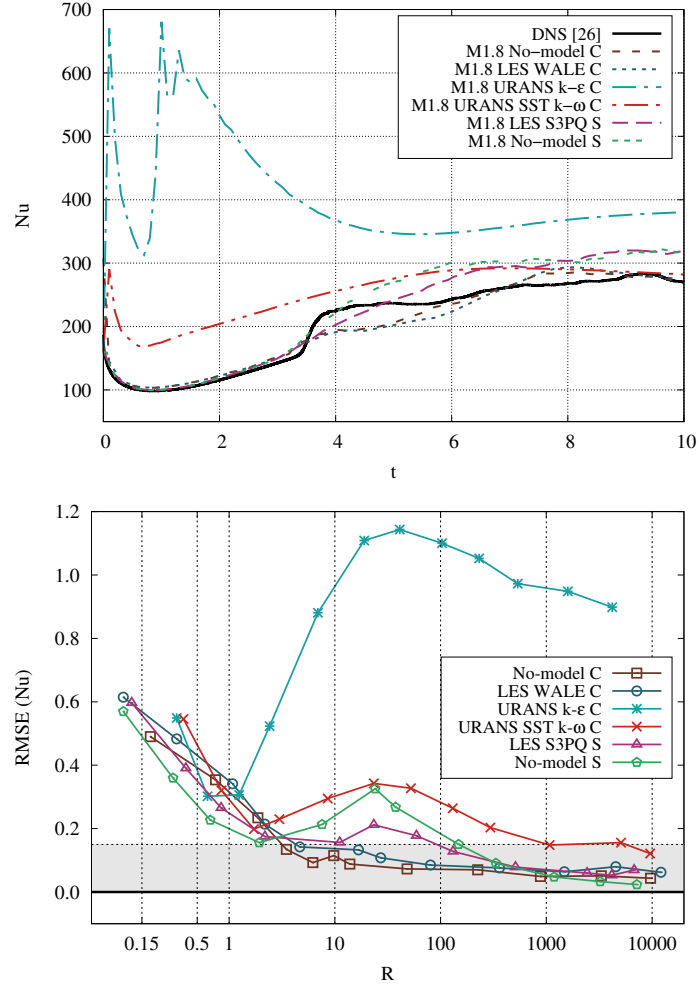 700
600
500
400
300
200
100
Nu
0
2
4
6
8
10
t
DNS [26]
M1.8 No−model C
M1.8 LES WALE C
M1.8 URANS k−ε C
M1.8 URANS SST k−ω C
M1.8 LES S3PQ S
M1.8 No−model S
1.2
1.0
0.8
0.6
0.4
0.2
0.0
RMSE (Nu)
No-model C
LES WALE C
URANS k-ε C
URANS SST k-ω C
LES S3PQ S
No-model S
0.15
0.5
1
10
100
1000
10000
R